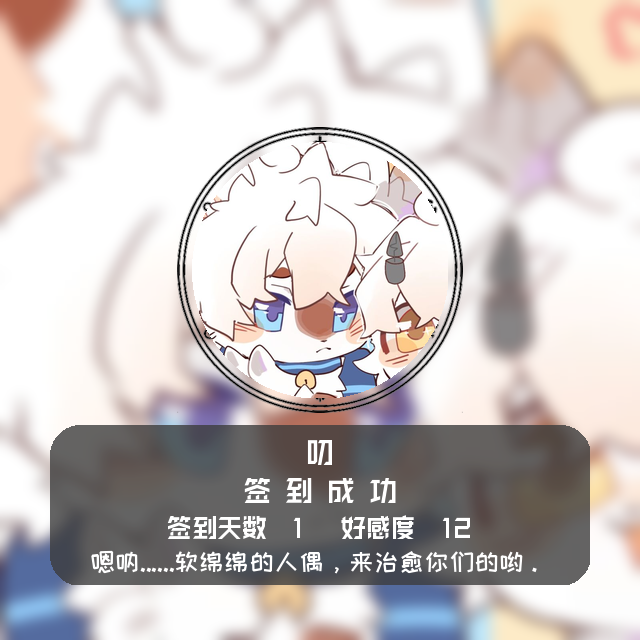 叨
签到成功
签到天数 1 好感度 12
嗯呐......软绵绵的人偶，来治愈你们的哟.